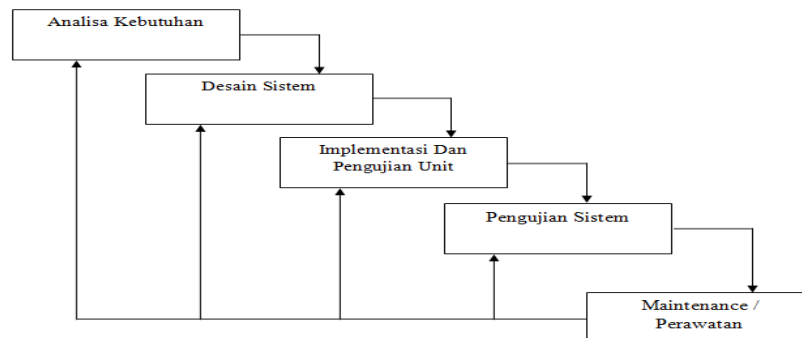 Analisa Kebutuhan
Desain Sistem
Implementasi Dan
Pengujian Unit
Pengujian Sistem
Maintenance /
Perawatan